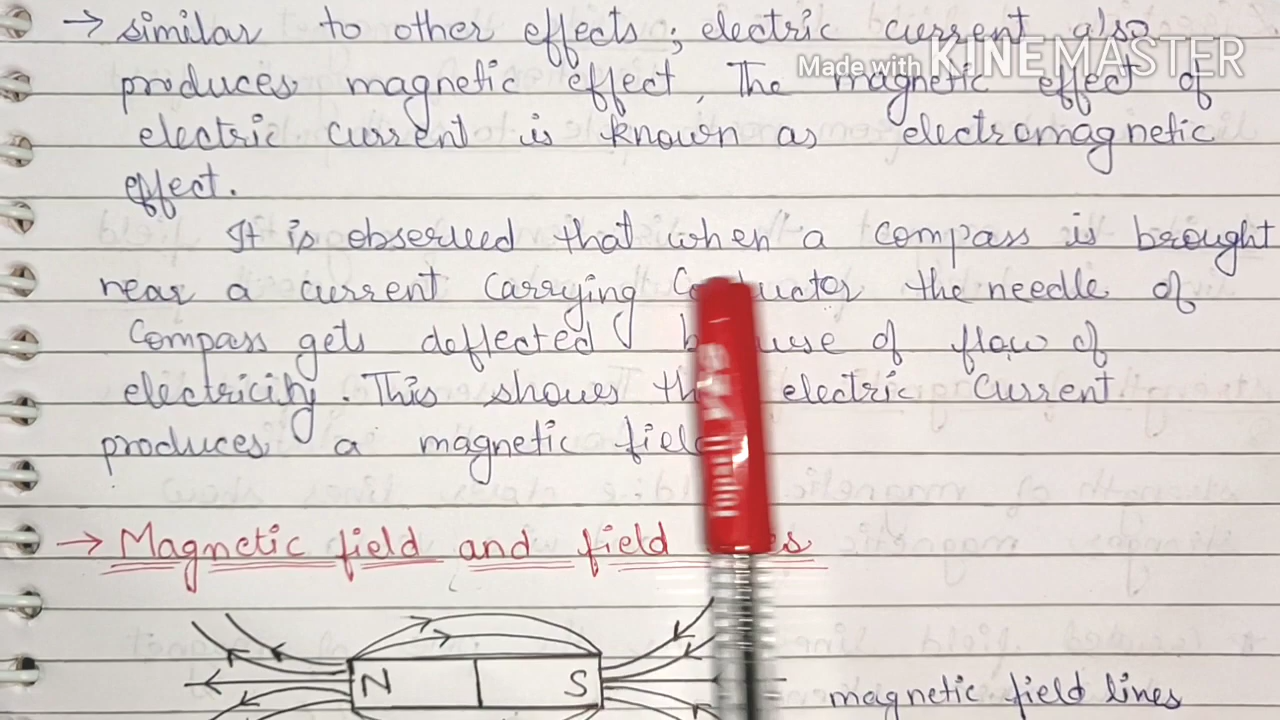 → similar to other effects; electric current also
Made with KINEMASTER
produces magnetic effect. The magnetic effect of
electric current is known as electromagnetic
effect.
It is observed that when a compass is brought
near a current carrying the needle of
Compass gets deflected of flow of
electricity. This shows electric current
produces a magnetic
→ Magnetic field and field
N S
magnetic field lines